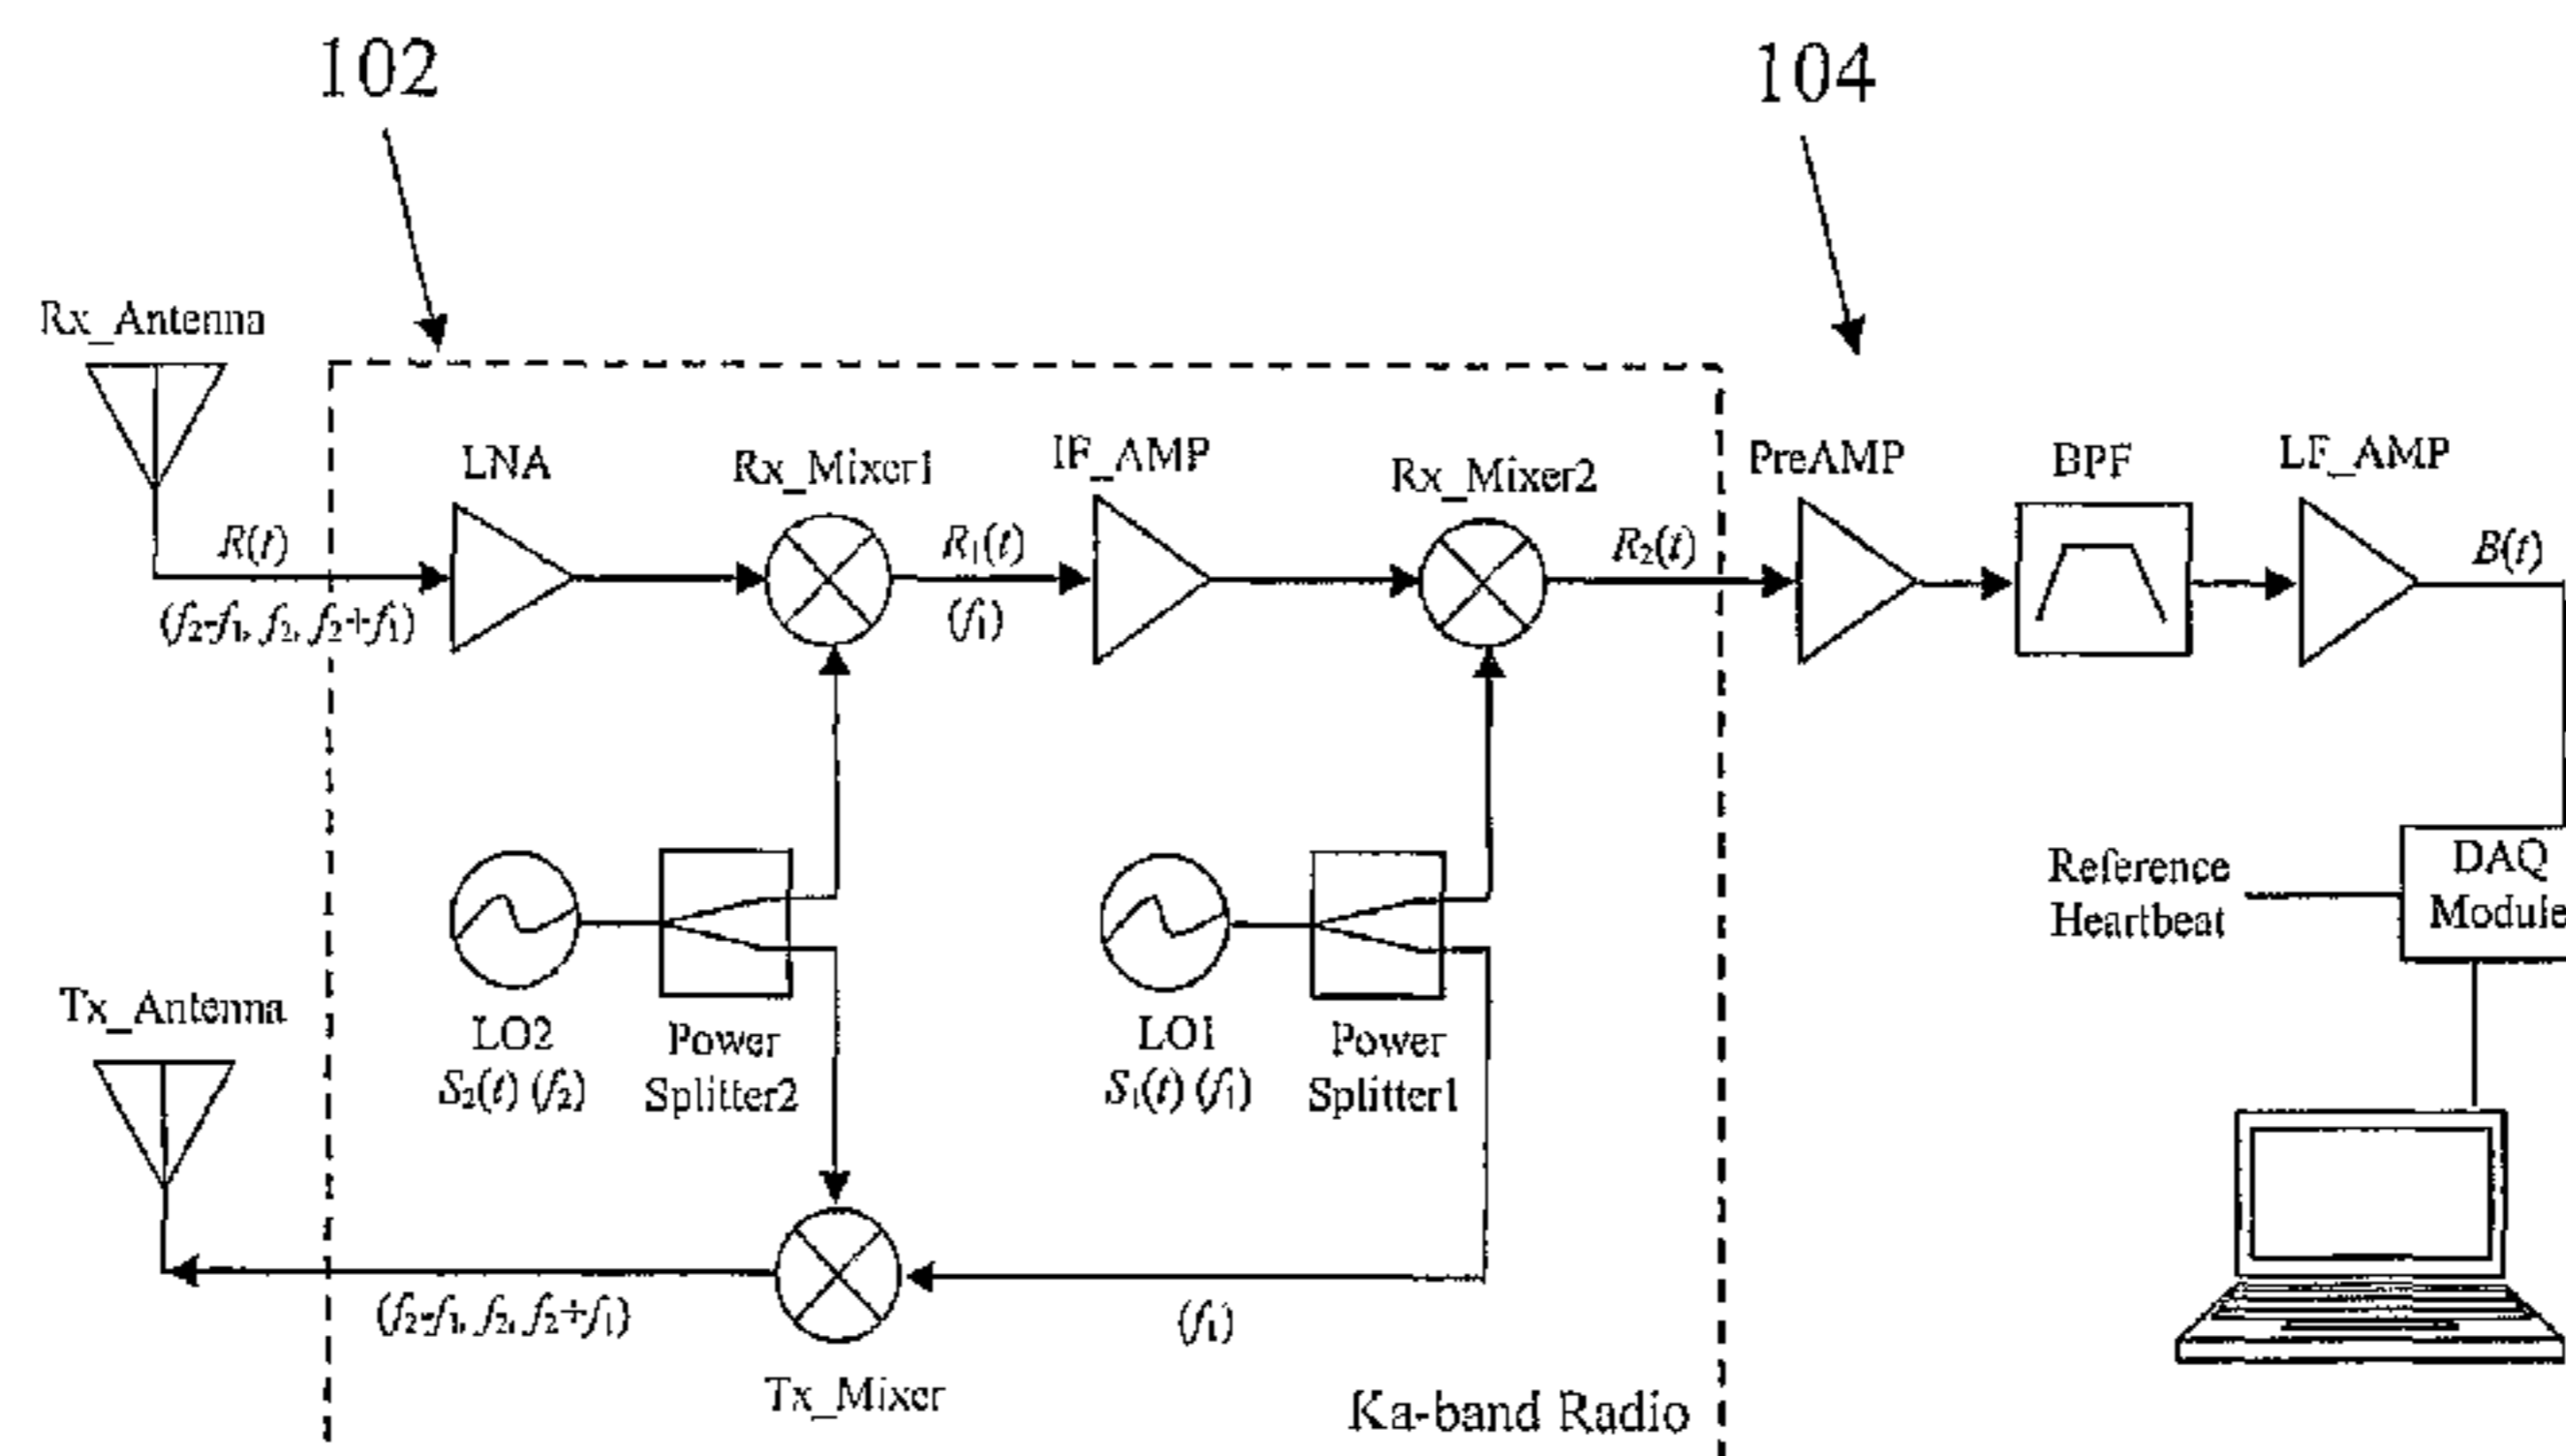 102
104
Rx_Antenna
LNA
Rx_Mixer1
IF_AMP
Rx_Mixer2
PreAMP
BPF
LF_AMP
R(t)
R₁(t)
R₂(t)
B(t)
(f₂-f₁, f₂, f₂+f₁)
(f₁)
Reference
Heartbeat
DAQ
Module
Tx_Antenna
LO2
S₂(t) (f₂)
Power
Splitter2
LO1
S₁(t) (f₁)
Power
Splitter1
(f₂-f₁, f₂, f₂+f₁)
(f₁)
Tx_Mixer
Ka-band Radio